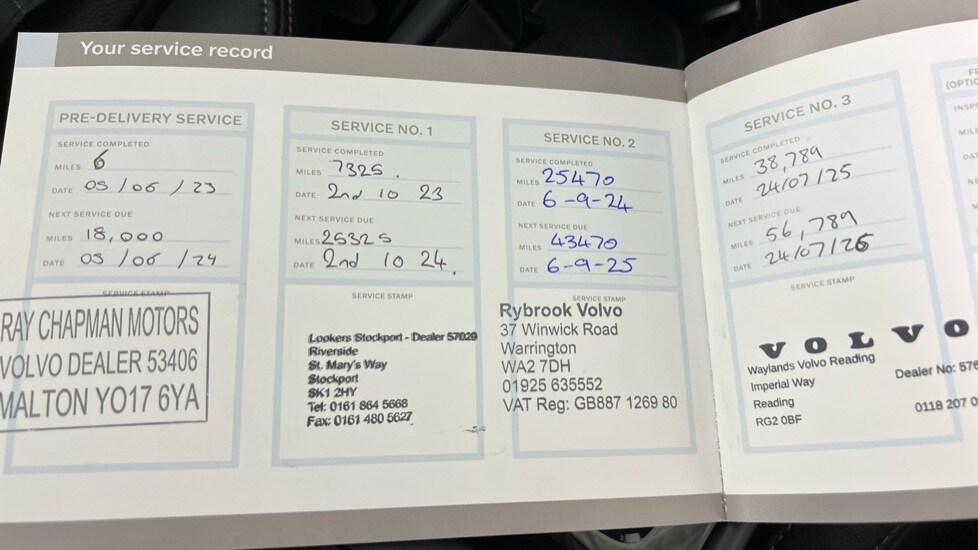 Your service record
PRE-DELIVERY SERVICE
SERVICE COMPLETED
MILES 6
DATE 05/06/23
NEXT SERVICE DUE
MILES 18,000
DATE 05/06/24
SERVICE STAMP
RAY CHAPMAN MOTORS
VOLVO DEALER 53406
MALTON YO17 6YA
SERVICE NO. 1
SERVICE COMPLETED
MILES 7325.
DATE 2nd 10 23
NEXT SERVICE DUE
MILES 25325
DATE 2nd 10 24.
SERVICE STAMP
Lookers Stockport - Dealer 57029
Riverside
St. Mary's Way
Stockport
SK1 2HY
Tel: 0161 864 5668
Fax: 0161 480 5627
SERVICE NO. 2
SERVICE COMPLETED
MILES 25470
DATE 6-9-24
NEXT SERVICE DUE
MILES 43470
DATE 6-9-25
SERVICE STAMP
Rybrook Volvo
37 Winwick Road
Warrington
WA2 7DH
01925 635552
VAT Reg: GB887 1269 80
SERVICE NO. 3
SERVICE COMPLETED
MILES 38,789
DATE 24/07/25
NEXT SERVICE DUE
MILES 56,789
DATE 24/07/26
SERVICE STAMP
VOLVO
Waylands Volvo Reading
Imperial Way
Reading
RG2 0BF
Dealer No: 576
0118 207 0
(OPTIC
INSP
MIL
DAT